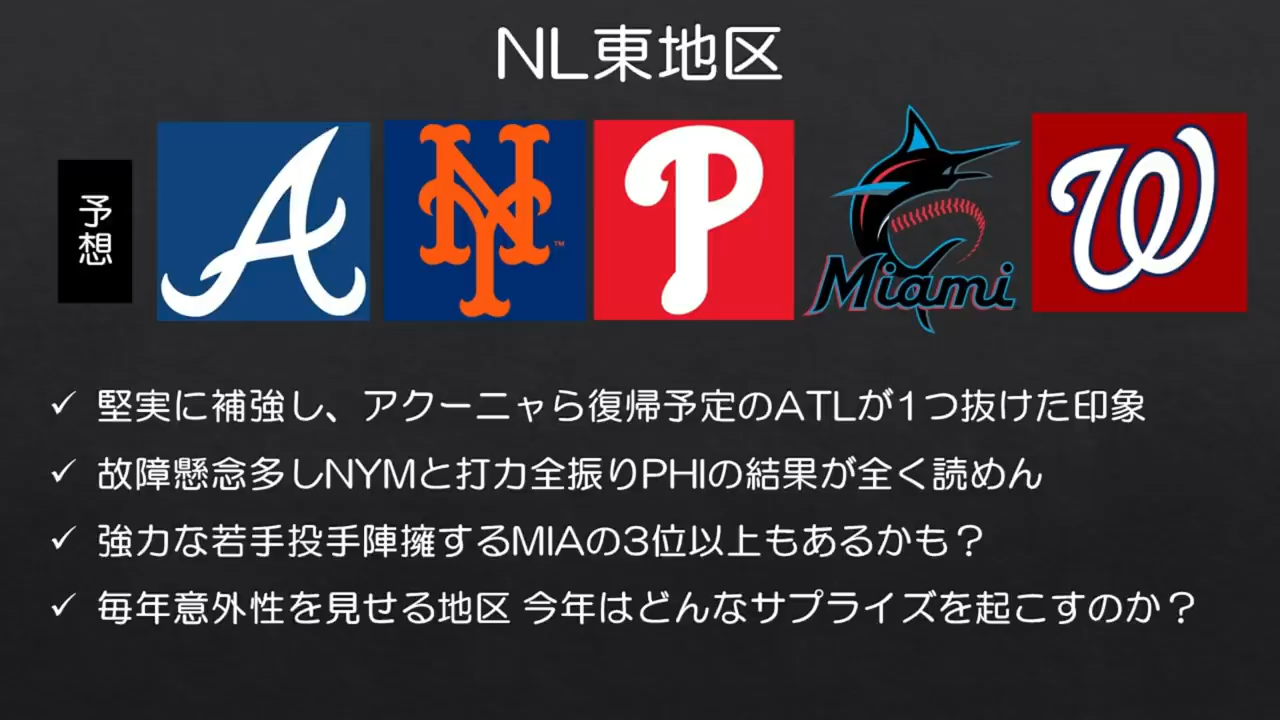 NL東地区
予想
A
NY
™
P
Miami
W
✓ 堅実に補強し、アクーニャら復帰予定のATLが1つ抜けた印象
✓ 故障懸念多しNYMと打力全振りPHIの結果が全く読めん
✓ 強力な若手投手陣擁するMIAの3位以上もあるかも？
✓ 毎年意外性を見せる地区 今年はどんなサプライズを起こすのか？